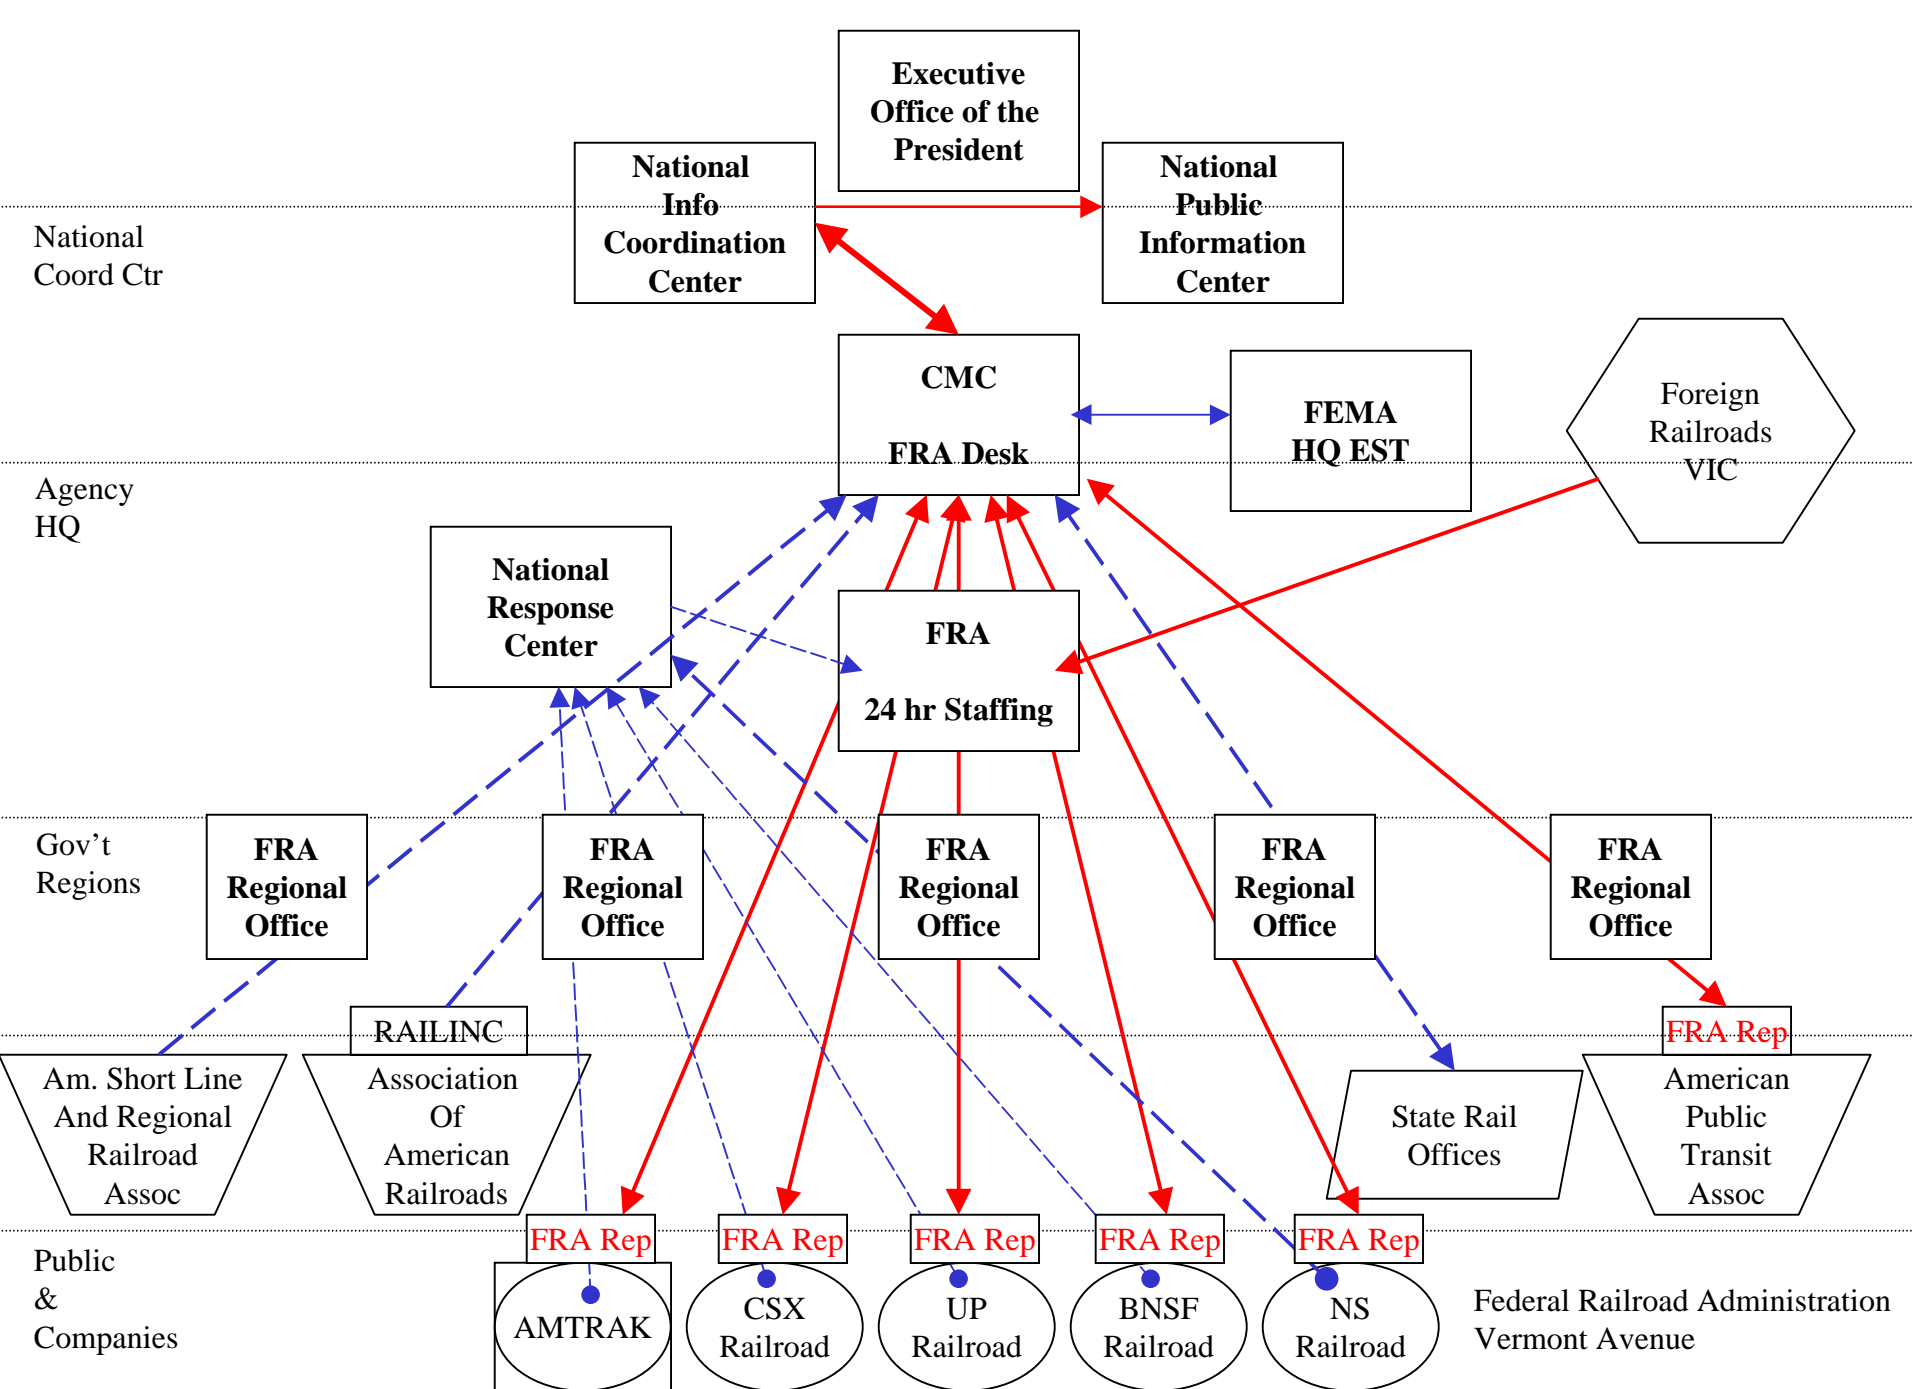 Executive
Office of the
President
National
Info
Coordination
Center
National
Public
Information
Center
National
Coord Ctr
CMC
FRA Desk
FEMA
HQ EST
Foreign
Railroads
VIC
Agency
HQ
National
Response
Center
FRA
24 hr Staffing
Gov't
Regions
FRA
Regional
Office
FRA
Regional
Office
FRA
Regional
Office
FRA
Regional
Office
FRA
Regional
Office
RAILINC
FRA Rep
Am. Short Line
And Regional
Railroad
Assoc
Association
Of
American
Railroads
State Rail
Offices
American
Public
Transit
Assoc
FRA Rep
FRA Rep
FRA Rep
FRA Rep
FRA Rep
Public
&
Companies
AMTRAK
CSX
Railroad
UP
Railroad
BNSF
Railroad
NS
Railroad
Federal Railroad Administration
Vermont Avenue